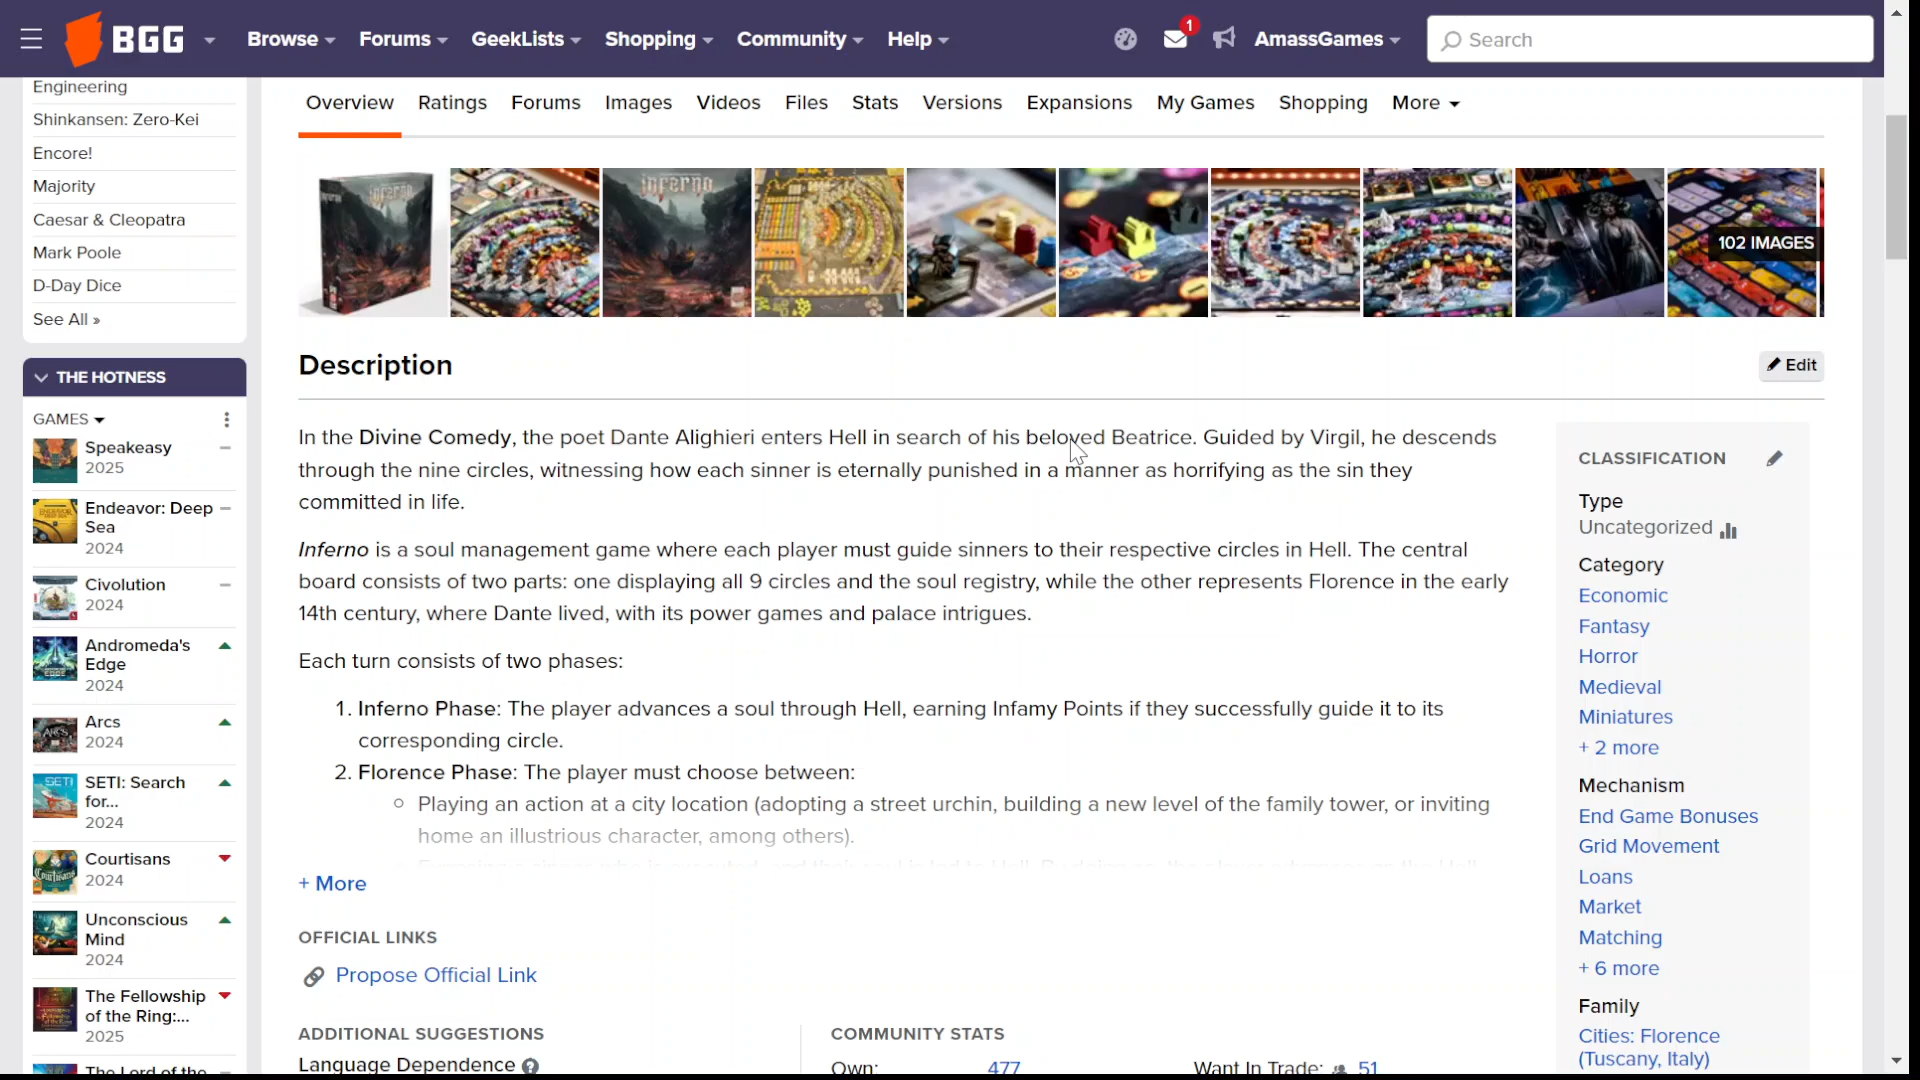 BGG
Browse
Forums
GeekLists
Shopping
Community
Help
1
AmassGames
Search
Engineering
Shinkansen: Zero-Kei
Encore!
Majority
Caesar & Cleopatra
Mark Poole
D-Day Dice
See All »
THE HOTNESS
GAMES
Speakeasy
2025
Endeavor: Deep
Sea
2024
Civolution
2024
Andromeda's
Edge
2024
Arcs
2024
SETI: Search
for...
2024
Courtisans
2024
Unconscious
Mind
2024
The Fellowship
of the Ring:...
2025
The Lord of the
Overview
Ratings
Forums
Images
Videos
Files
Stats
Versions
Expansions
My Games
Shopping
More
inferno
inferno
102 IMAGES
Description
Edit
In the Divine Comedy, the poet Dante Alighieri enters Hell in search of his beloved Beatrice. Guided by Virgil, he descends
through the nine circles, witnessing how each sinner is eternally punished in a manner as horrifying as the sin they
committed in life.
Inferno is a soul management game where each player must guide sinners to their respective circles in Hell. The central
board consists of two parts: one displaying all 9 circles and the soul registry, while the other represents Florence in the early
14th century, where Dante lived, with its power games and palace intrigues.
Each turn consists of two phases:
1. Inferno Phase: The player advances a soul through Hell, earning Infamy Points if they successfully guide it to its
corresponding circle.
2. Florence Phase: The player must choose between:
Playing an action at a city location (adopting a street urchin, building a new level of the family tower, or inviting
home an illustrious character, among others).
+ More
OFFICIAL LINKS
Propose Official Link
ADDITIONAL SUGGESTIONS
Language Dependence
COMMUNITY STATS
Own: 477
Want In Trade: 51
CLASSIFICATION
Type
Uncategorized
Category
Economic
Fantasy
Horror
Medieval
Miniatures
+ 2 more
Mechanism
End Game Bonuses
Grid Movement
Loans
Market
Matching
+ 6 more
Family
Cities: Florence
(Tuscany, Italy)